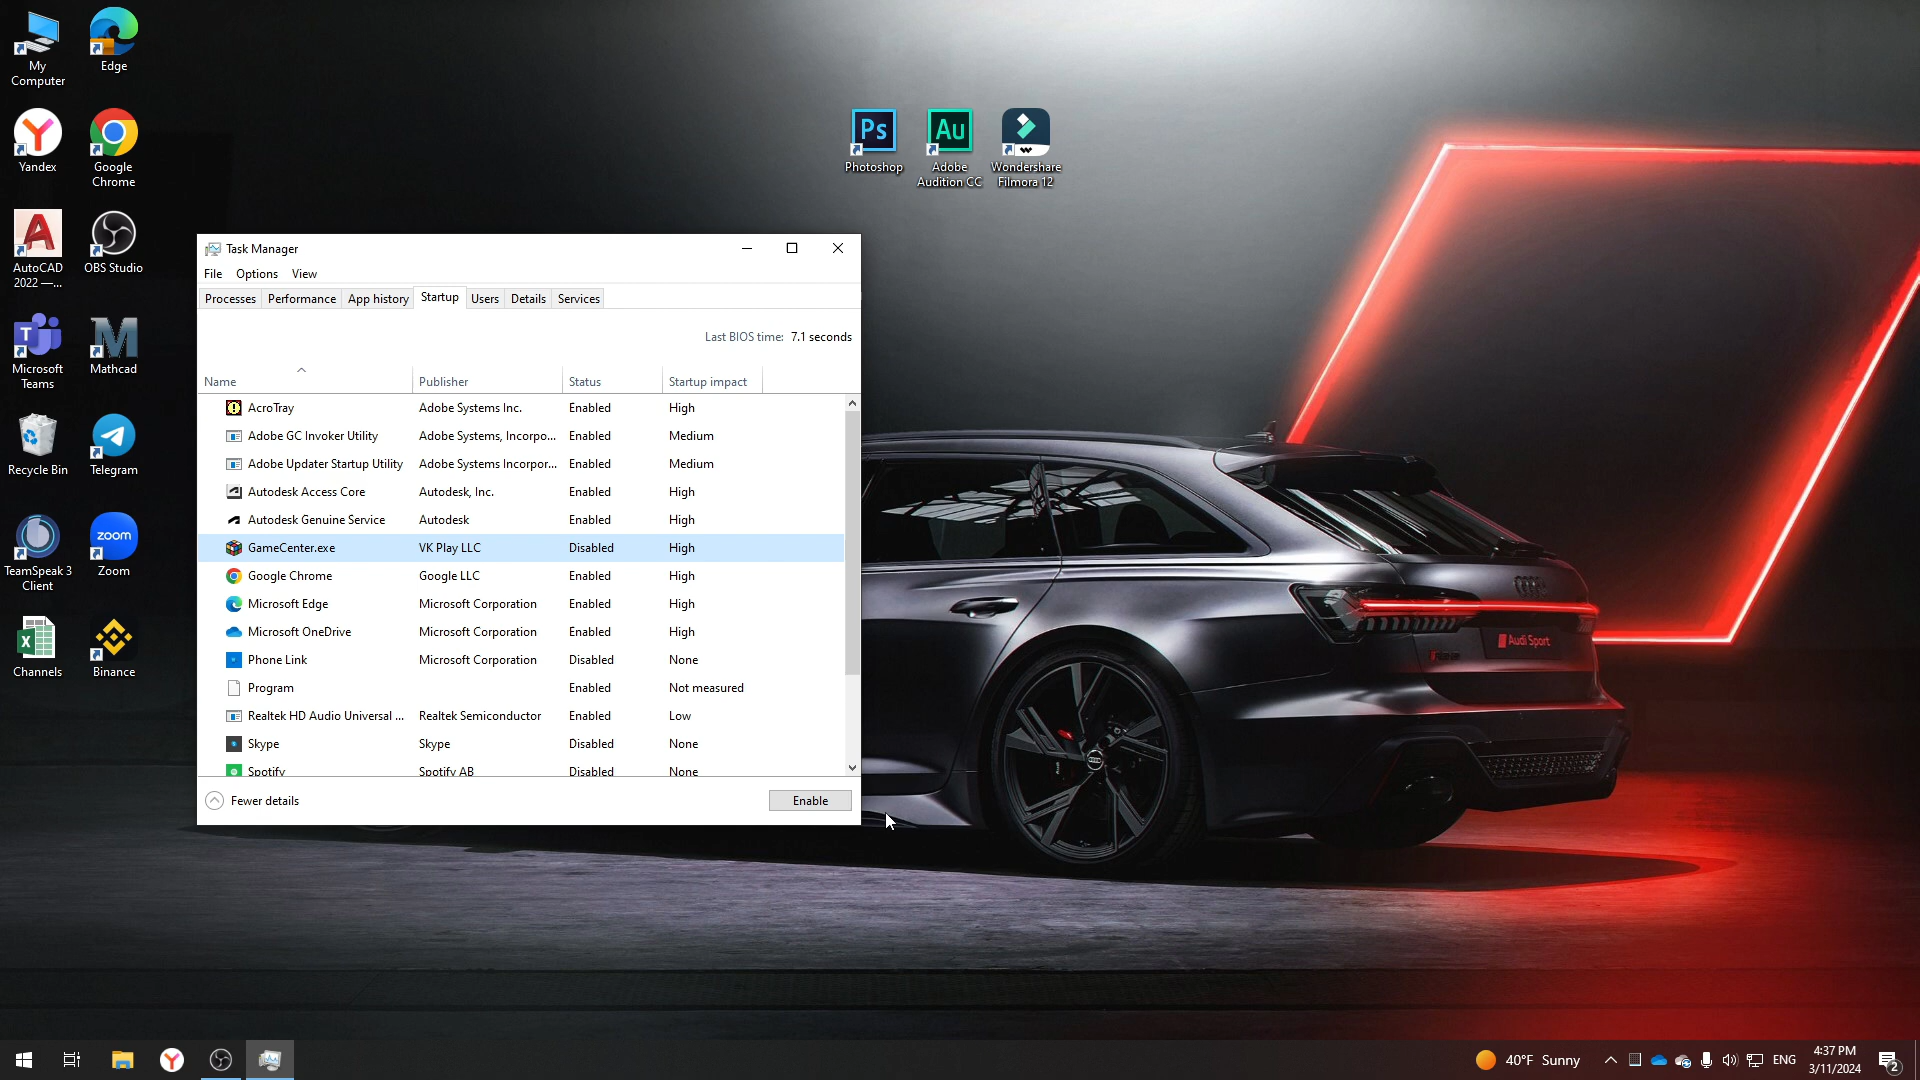 My
Computer
Edge
Yandex
Google
Chrome
AutoCAD
2022 —...
OBS Studio
Microsoft
Teams
Mathcad
Recycle Bin
Telegram
TeamSpeak 3
Client
zoom
Zoom
Channels
Binance
Ps
Photoshop
Au
Adobe
Audition CC
Wondershare
Filmora 12
Task Manager
File Options View
Processes Performance App history Startup Users Details Services
Last BIOS time: 7.1 seconds
Name Publisher Status Startup impact
AcroTray Adobe Systems Inc. Enabled High
Adobe GC Invoker Utility Adobe Systems, Incorpo... Enabled Medium
Adobe Updater Startup Utility Adobe Systems Incorpor... Enabled Medium
Autodesk Access Core Autodesk, Inc. Enabled High
Autodesk Genuine Service Autodesk Enabled High
GameCenter.exe VK Play LLC Disabled High
Google Chrome Google LLC Enabled High
Microsoft Edge Microsoft Corporation Enabled High
Microsoft OneDrive Microsoft Corporation Enabled High
Phone Link Microsoft Corporation Disabled None
Program Enabled Not measured
Realtek HD Audio Universal ... Realtek Semiconductor Enabled Low
Skype Skype Disabled None
Spotify Spotify AB Disabled None
Fewer details Enable
Audi Sport
40°F Sunny
ENG
4:37 PM
3/11/2024
2